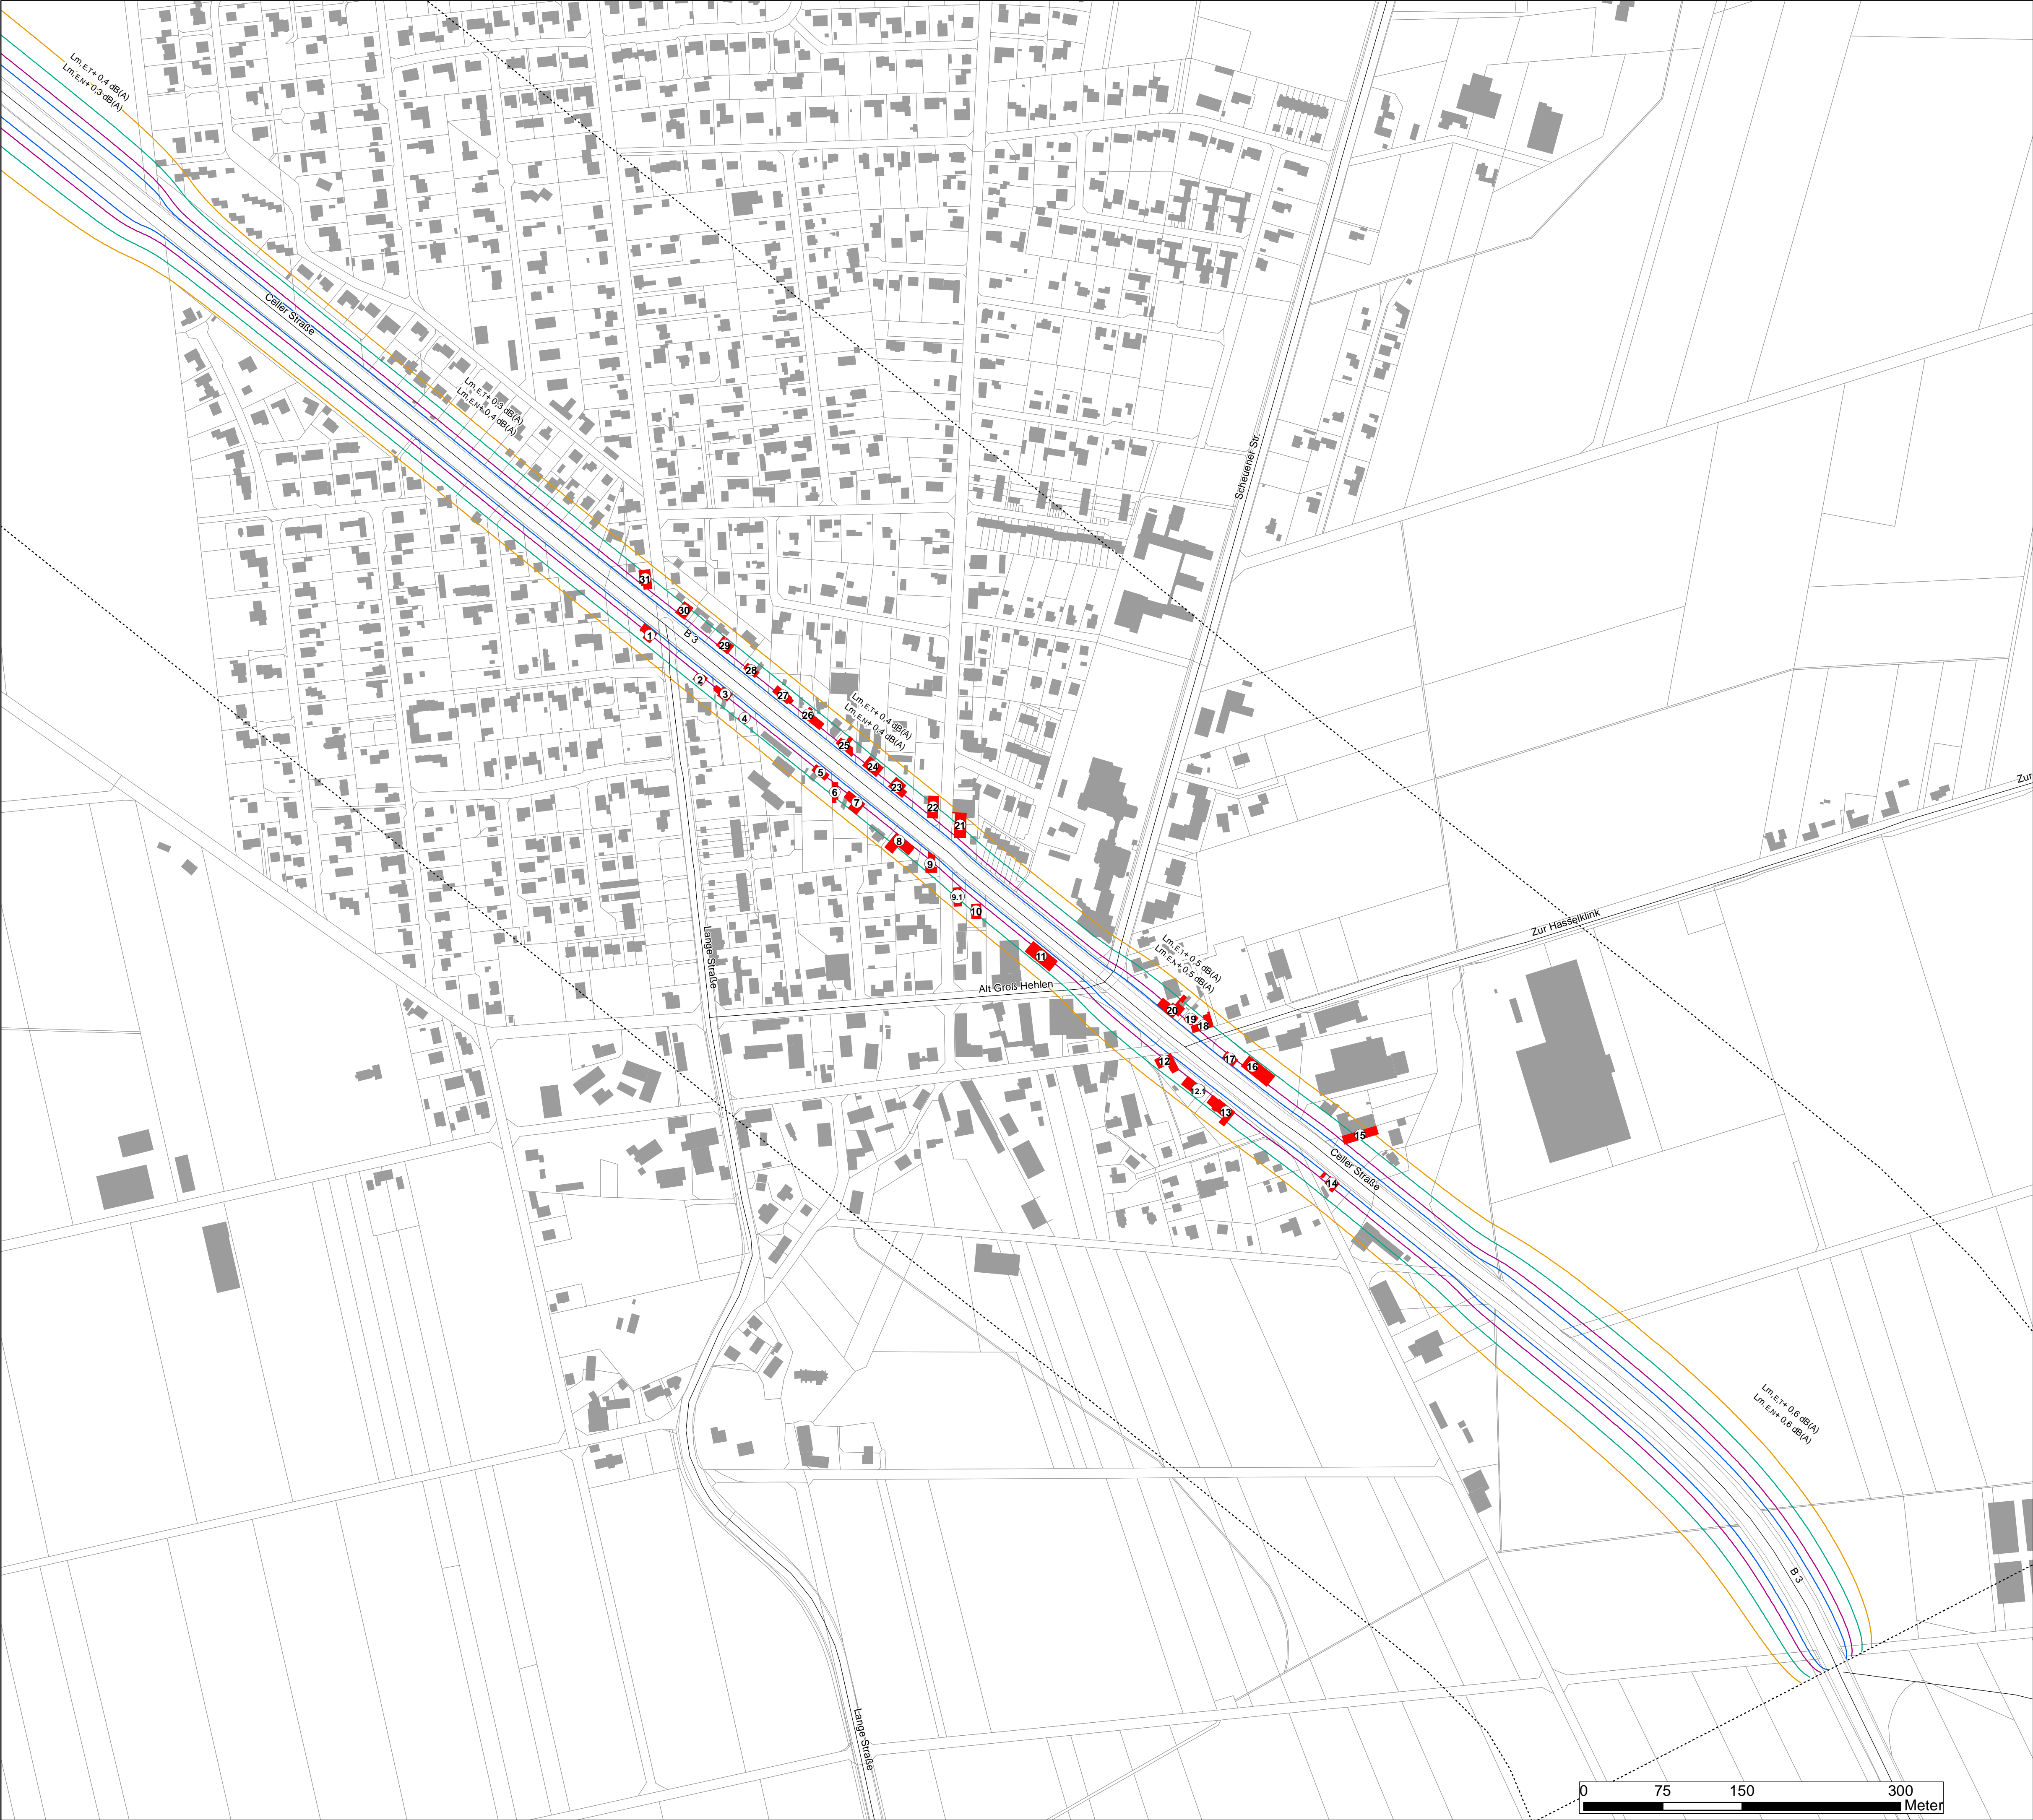 Lm,E,T+ 0,4 dB(A)
Lm,E,N+ 0,3 dB(A)
Celler Straße
Lm,E,T+ 0,3 dB(A)
Lm,E,N+ 0,4 dB(A)
Scheuener Str.
31
30
1
B 3
29
28
2
3
27
4
26
Lm,E,T+ 0,4 dB(A)
Lm,E,N+ 0,4 dB(A)
25
24
5
23
6
7
22
21
8
9
9.1
10
Zur
Zur Hasselklink
Lange Straße
11
Alt Groß Hehlen
Lm,E,T+ 0,5 dB(A)
Lm,E,N+ 0,5 dB(A)
20
19
18
17
16
12
12.1
13
15
Celler Straße
14
Lm,E,T+ 0,6 dB(A)
Lm,E,N+ 0,6 dB(A)
B 3
Lange Straße
0 75 150 300
Meter